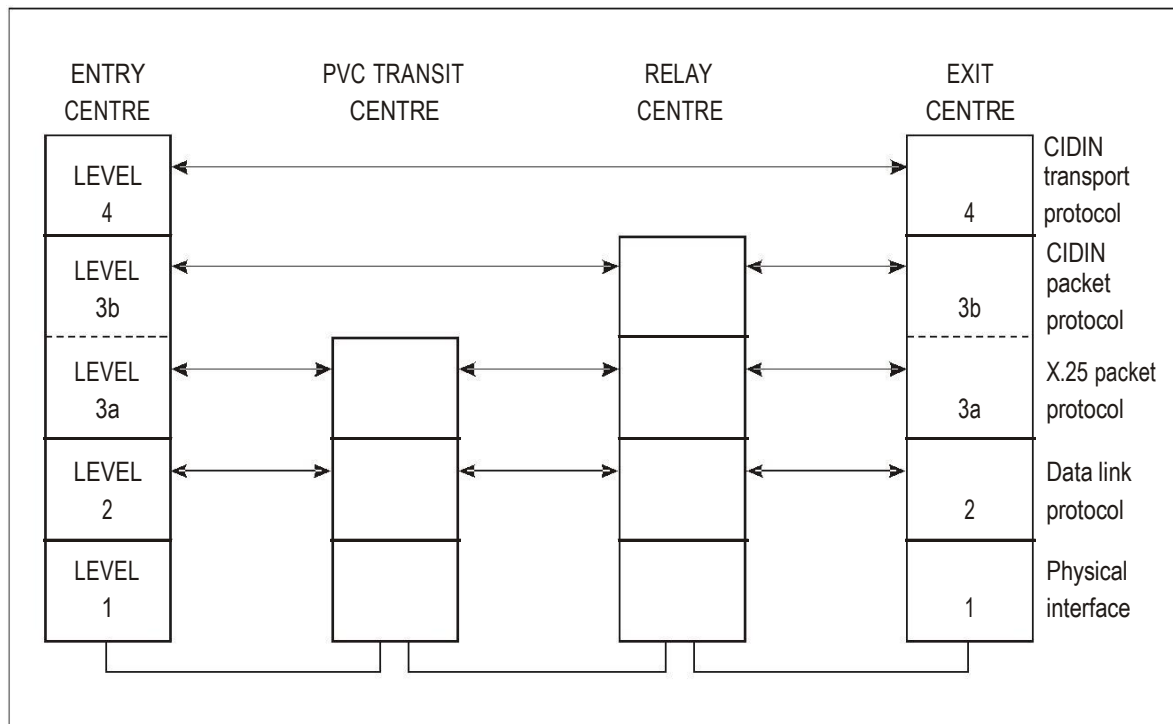 ENTRY
CENTRE
PVC TRANSIT
CENTRE
RELAY
CENTRE
EXIT
CENTRE
LEVEL
4
4
CIDIN
transport
protocol
LEVEL
3b
3b
CIDIN
packet
protocol
LEVEL
3a
3a
X.25 packet
protocol
LEVEL
2
2
Data link
protocol
LEVEL
1
1
Physical
interface